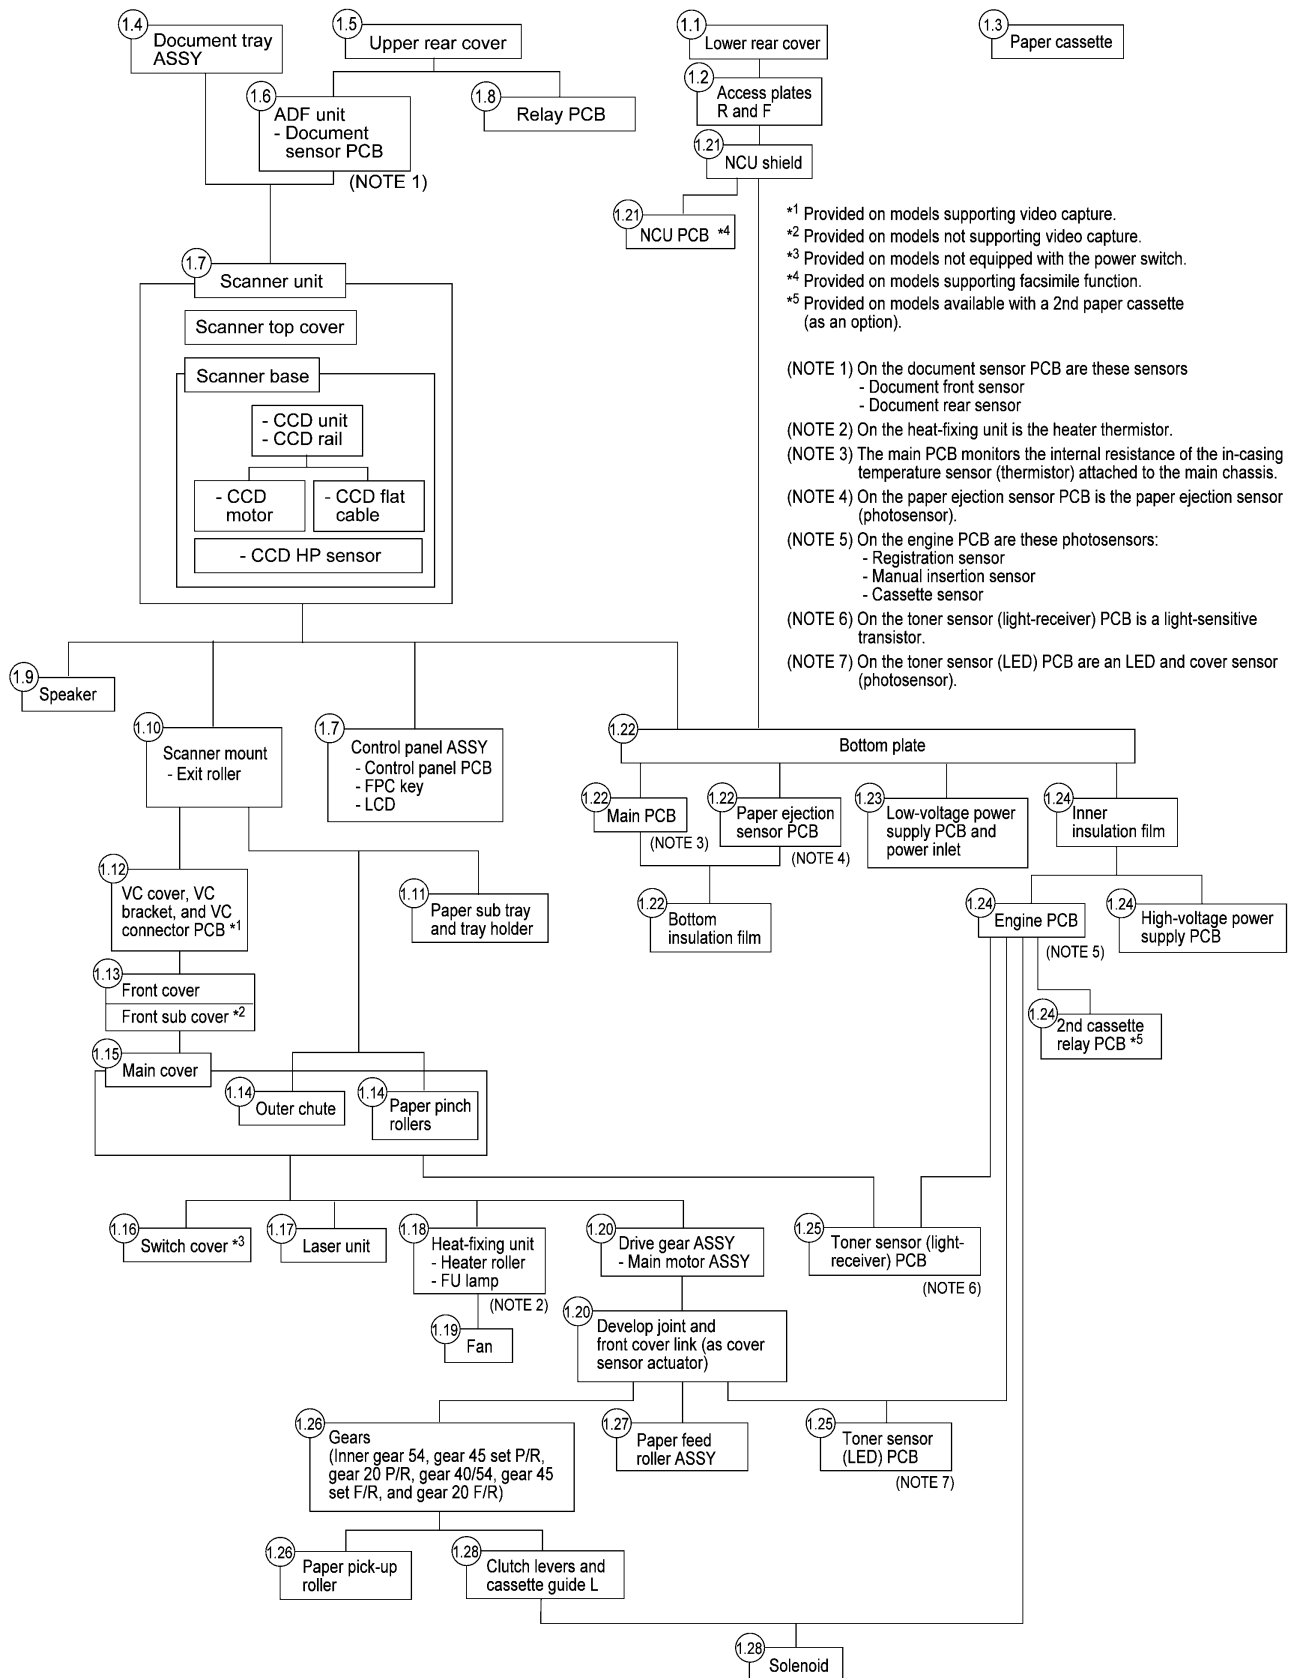 1.4
Document tray
ASSY
1.5
Upper rear cover
1.1
Lower rear cover
1.3
Paper cassette
1.6
ADF unit
- Document
sensor PCB
(NOTE 1)
1.8
Relay PCB
1.2
Access plates
R and F
1.21
NCU shield
1.21
NCU PCB *4
*1 Provided on models supporting video capture.
*2 Provided on models not supporting video capture.
*3 Provided on models not equipped with the power switch.
*4 Provided on models supporting facsimile function.
*5 Provided on models available with a 2nd paper cassette
(as an option).
(NOTE 1) On the document sensor PCB are these sensors
- Document front sensor
- Document rear sensor
(NOTE 2) On the heat-fixing unit is the heater thermistor.
(NOTE 3) The main PCB monitors the internal resistance of the in-casing
temperature sensor (thermistor) attached to the main chassis.
(NOTE 4) On the paper ejection sensor PCB is the paper ejection sensor
(photosensor).
(NOTE 5) On the engine PCB are these photosensors:
- Registration sensor
- Manual insertion sensor
- Cassette sensor
(NOTE 6) On the toner sensor (light-receiver) PCB is a light-sensitive
transistor.
(NOTE 7) On the toner sensor (LED) PCB are an LED and cover sensor
(photosensor).
1.7
Scanner unit
Scanner top cover
Scanner base
- CCD unit
- CCD rail
- CCD
motor
- CCD flat
cable
- CCD HP sensor
1.9
Speaker
1.10
Scanner mount
- Exit roller
1.7
Control panel ASSY
- Control panel PCB
- FPC key
- LCD
1.22
Bottom plate
1.22
Main PCB
(NOTE 3)
1.22
Paper ejection
sensor PCB
(NOTE 4)
1.23
Low-voltage power
supply PCB and
power inlet
1.24
Inner
insulation film
1.12
VC cover, VC
bracket, and VC
connector PCB *1
1.11
Paper sub tray
and tray holder
1.22
Bottom
insulation film
1.24
Engine PCB
(NOTE 5)
1.24
High-voltage power
supply PCB
1.13
Front cover
Front sub cover *2
1.24
2nd cassette
relay PCB *5
1.15
Main cover
1.14
Outer chute
1.14
Paper pinch
rollers
1.16
Switch cover *3
1.17
Laser unit
1.18
Heat-fixing unit
- Heater roller
- FU lamp
(NOTE 2)
1.20
Drive gear ASSY
- Main motor ASSY
1.25
Toner sensor (light-
receiver) PCB
(NOTE 6)
1.19
Fan
1.20
Develop joint and
front cover link (as cover
sensor actuator)
1.26
Gears
(Inner gear 54, gear 45 set P/R,
gear 20 P/R, gear 40/54, gear 45
set F/R, and gear 20 F/R)
1.27
Paper feed
roller ASSY
1.25
Toner sensor
(LED) PCB
(NOTE 7)
1.26
Paper pick-up
roller
1.28
Clutch levers and
cassette guide L
1.28
Solenoid